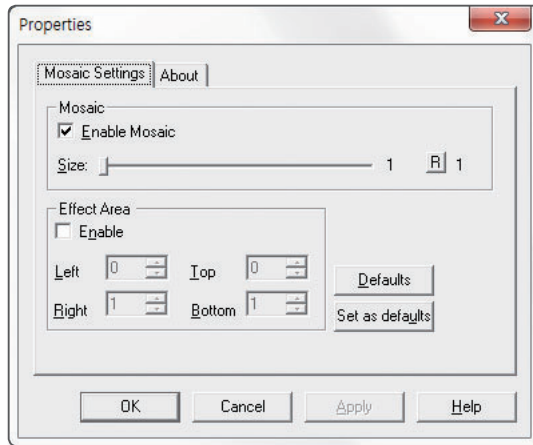 Properties
Mosaic Settings About
Mosaic
Enable Mosaic
Size: 1 R 1
Effect Area
Enable
Left 0 Top 0
Defaults
Right 1 Bottom 1
Set as defaults
OK Cancel Apply Help